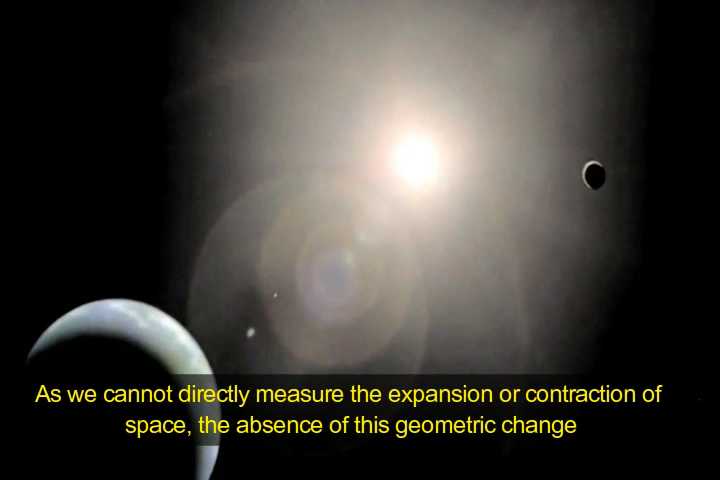 As we cannot directly measure the expansion or contraction of
space, the absence of this geometric change